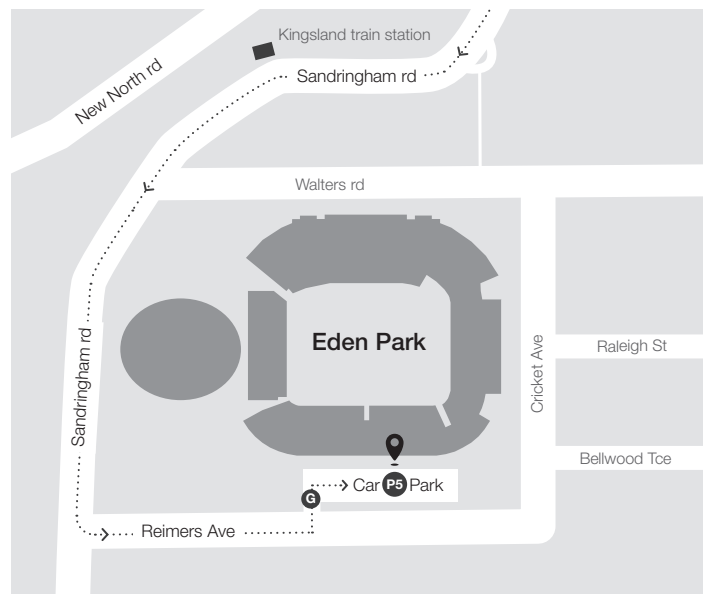 Kingsland train station
New North rd
Sandringham rd
Walters rd
Eden Park
Sandringham rd
Cricket Ave
Raleigh St
Bellwood Tce
Car P5 Park
G
Reimers Ave